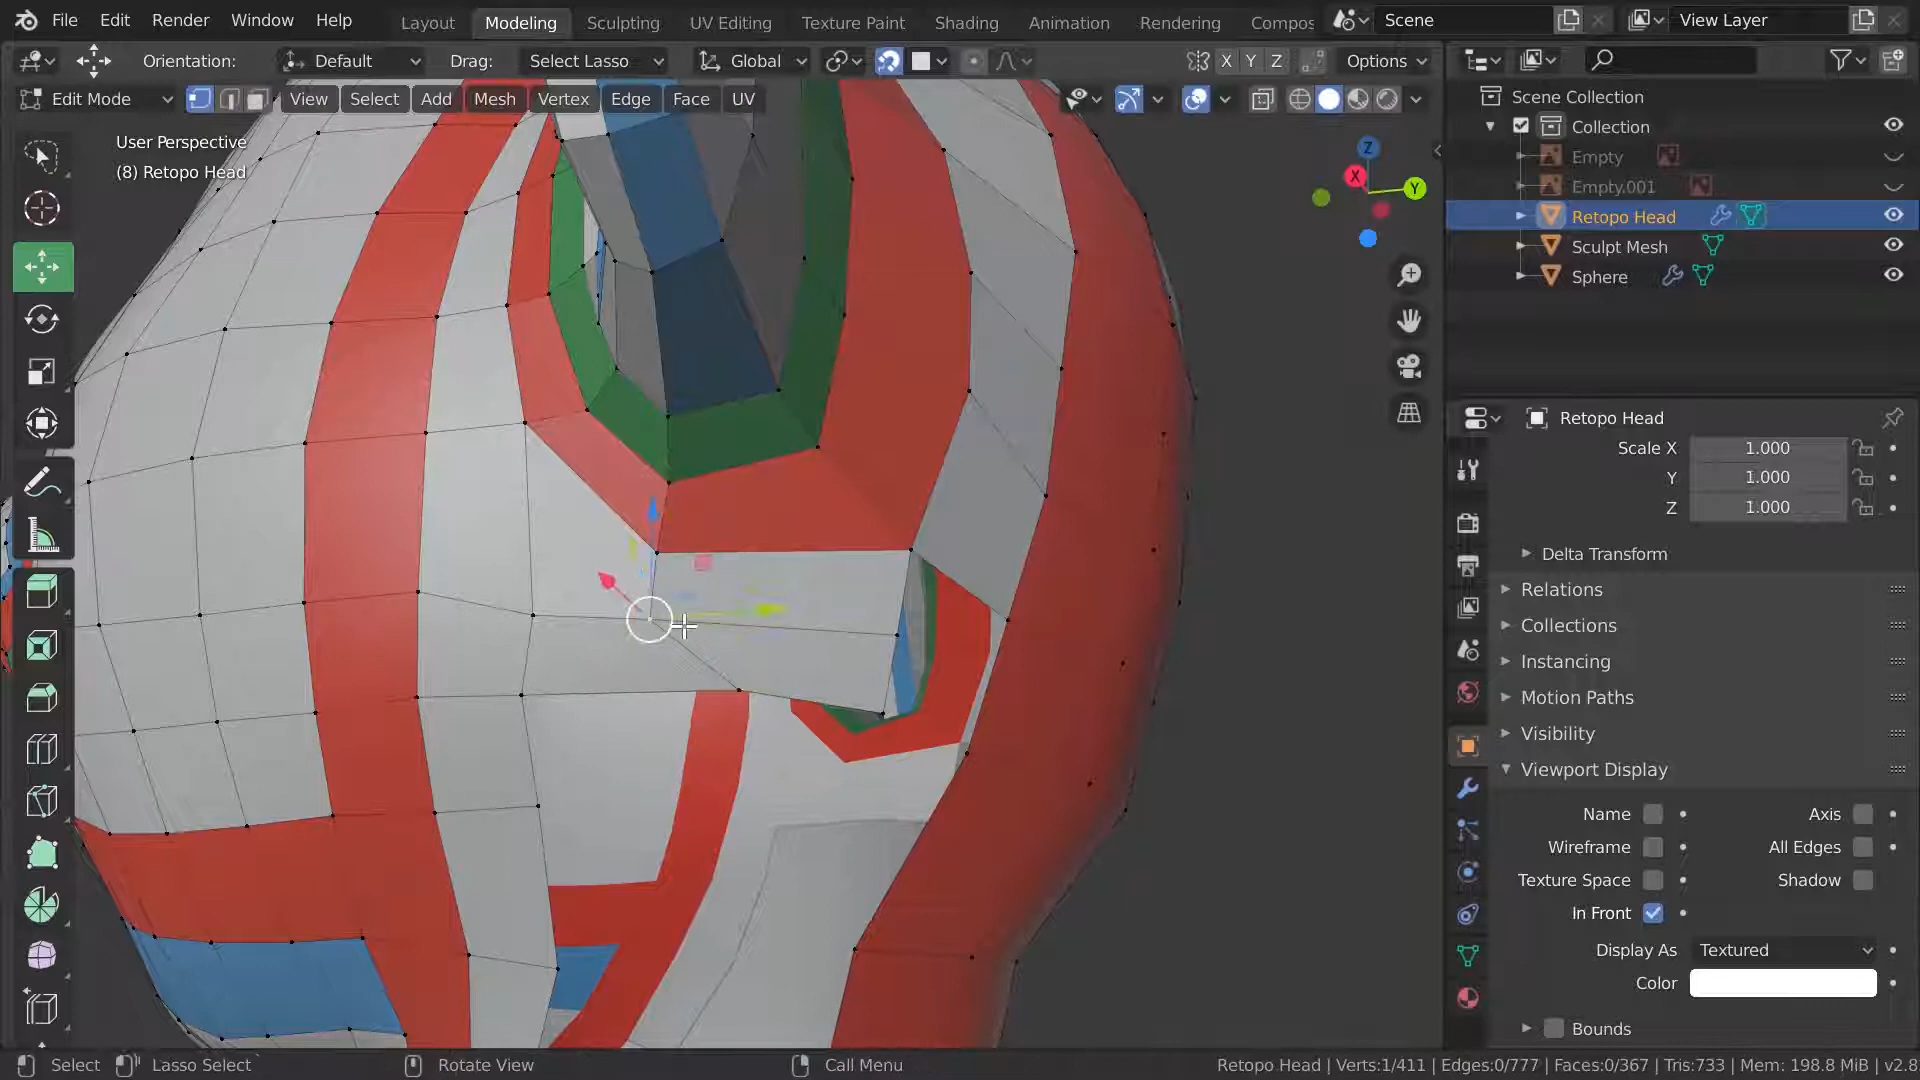 File Edit Render Window Help Layout Modeling Sculpting UV Editing Texture Paint Shading Animation Rendering Compos Scene View Layer
Orientation: Default Drag: Select Lasso Global X Y Z Options
Edit Mode View Select Add Mesh Vertex Edge Face UV
User Perspective
(8) Retopo Head
Z
X
Y
Scene Collection
Collection
Empty
Empty.001
Retopo Head
Sculpt Mesh
Sphere
Retopo Head
Scale X 1.000
Y 1.000
Z 1.000
Delta Transform
Relations
Collections
Instancing
Motion Paths
Visibility
Viewport Display
Name Axis
Wireframe All Edges
Texture Space Shadow
In Front
Display As Textured
Color
Bounds
Select Lasso Select Rotate View Call Menu Retopo Head | Verts:1/411 | Edges:0/777 | Faces:0/367 | Tris:733 | Mem: 198.8 MiB | v2.8